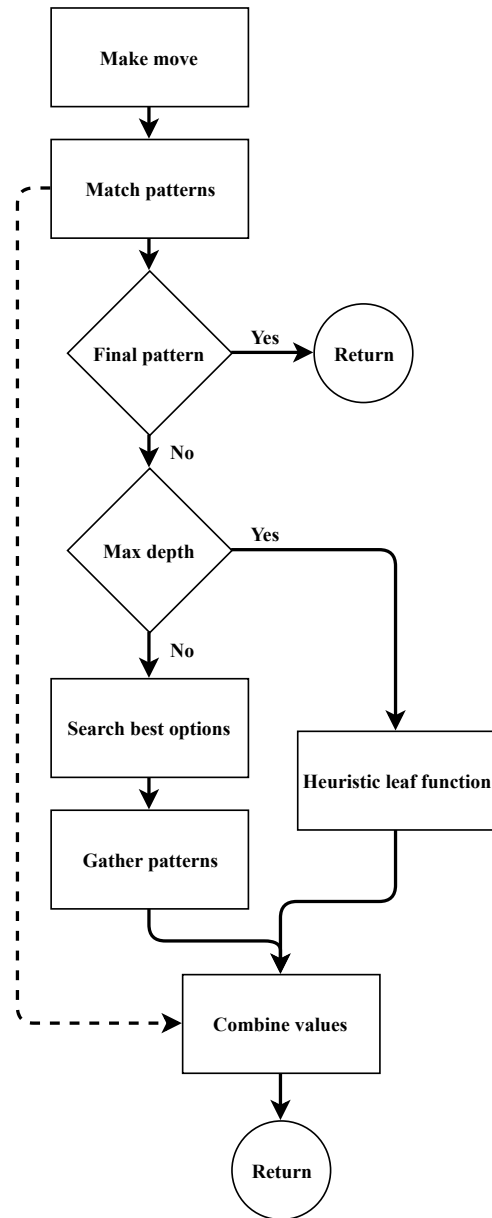 Make move
Match patterns
Final pattern
Yes
Return
No
Max depth
Yes
No
Search best options
Heuristic leaf function
Gather patterns
Combine values
Return